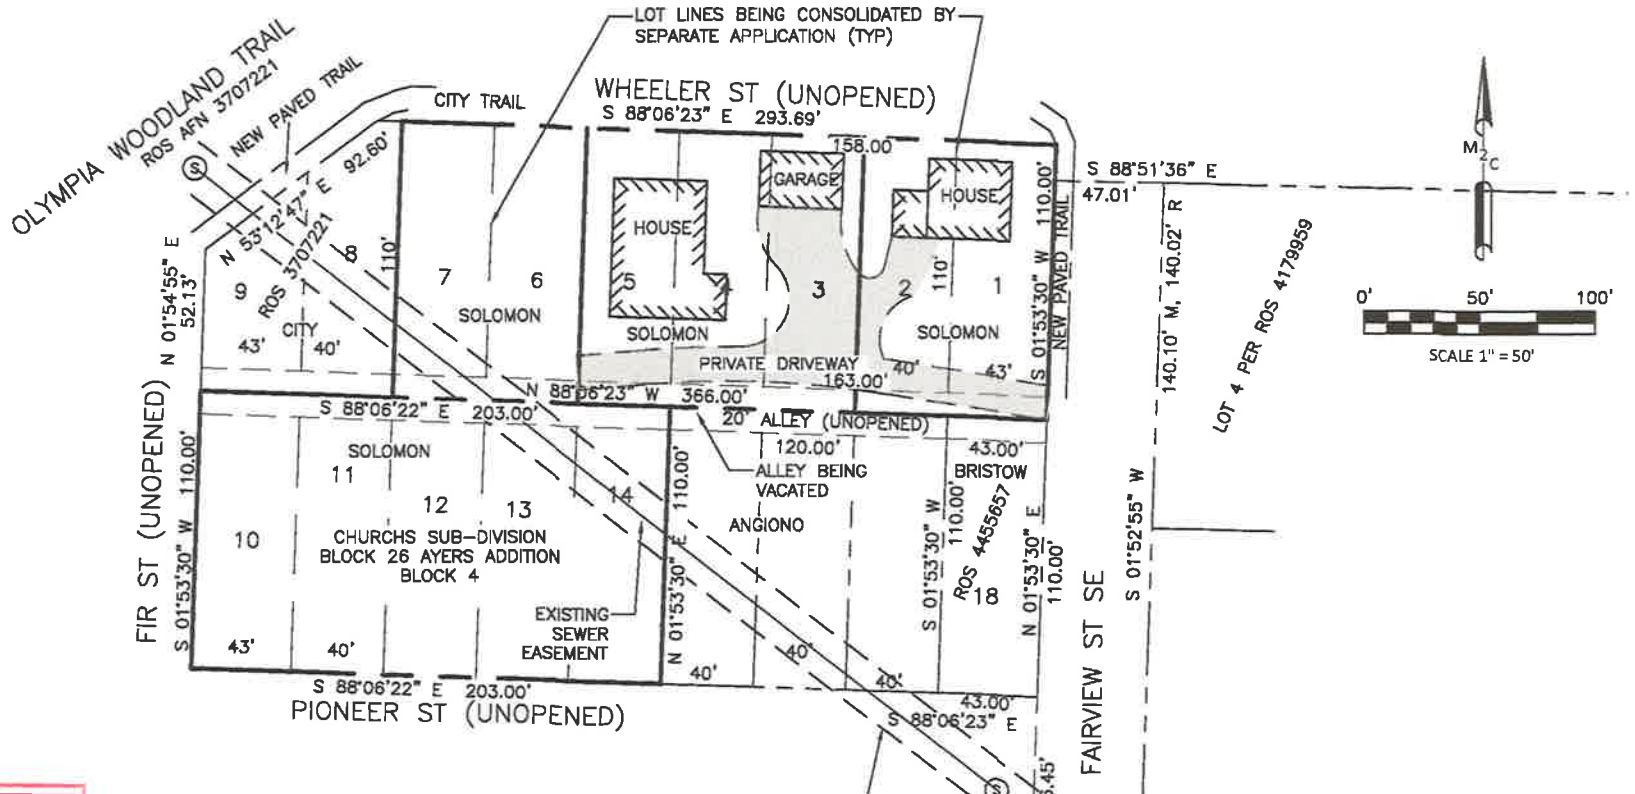 LOT LINES BEING CONSOLIDATED BY
SEPARATE APPLICATION (TYP)
OLYMPIA WOODLAND TRAIL
ROS AFN 3707221
NEW PAVED TRAIL
CITY TRAIL
WHEELER ST (UNOPENED)
S 88°06'23" E 293.69'
158.00
S
92.60'
N 53°12'47" E
ROS 3707221
N 01°54'55" E
52.13'
9
8
CITY
43'
40'
110'
7
6
SOLOMON
HOUSE
5
4
SOLOMON
GARAGE
3
HOUSE
2
110'
1
SOLOMON
110.00'
S 01°53'30" W
NEW PAVED TRAIL
PRIVATE DRIVEWAY
40'
43'
163.00'
S 88°51'36" E
47.01'
140.10' M, 140.02' R
LOT 4 PER ROS 4179959
M2C
0' 50' 100'
SCALE 1" = 50'
N 88°06'23" W 366.00'
S 88°06'22" E 203.00'
20' ALLEY (UNOPENED)
120.00'
43.00'
ALLEY BEING
VACATED
BRISTOW
ANGIONO
FIR ST (UNOPENED)
S 01°53'30" W 110.00'
SOLOMON
10
11
12
13
14
CHURCHS SUB-DIVISION
BLOCK 26 AYERS ADDITION
BLOCK 4
EXISTING
SEWER
EASEMENT
43'
40'
N 01°53'30" E 110.00'
S 01°53'30" W 110.00'
ROS 4455657
18
N 01°53'30" E
110.00'
40'
40'
40'
43.00'
S 88°06'23" E
S 88°06'22" E 203.00'
PIONEER ST (UNOPENED)
FAIRVIEW ST SE
S 01°52'55" W
S
.45'